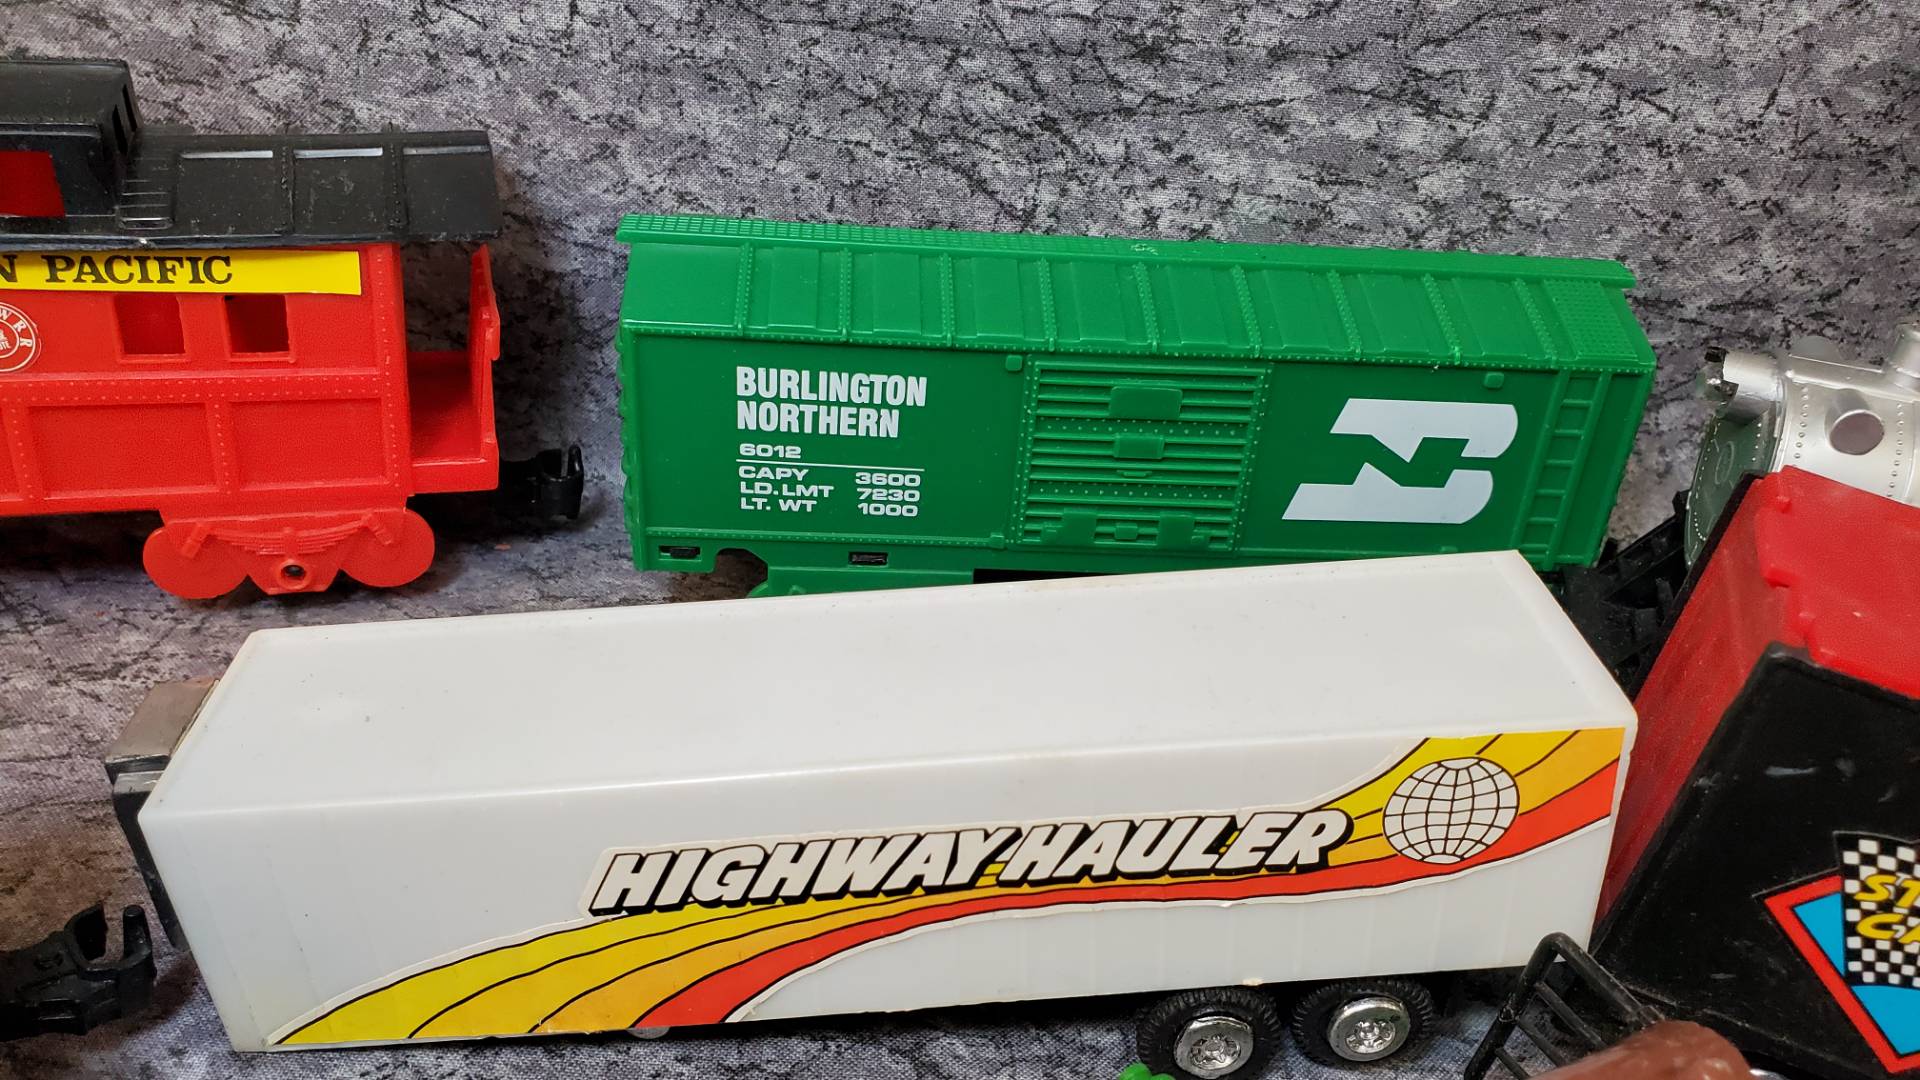 PACIFIC
BURLINGTON
NORTHERN
6012
CAPY 3600
LD. LMT 7230
LT. WT 1000
HIGHWAY HAULER